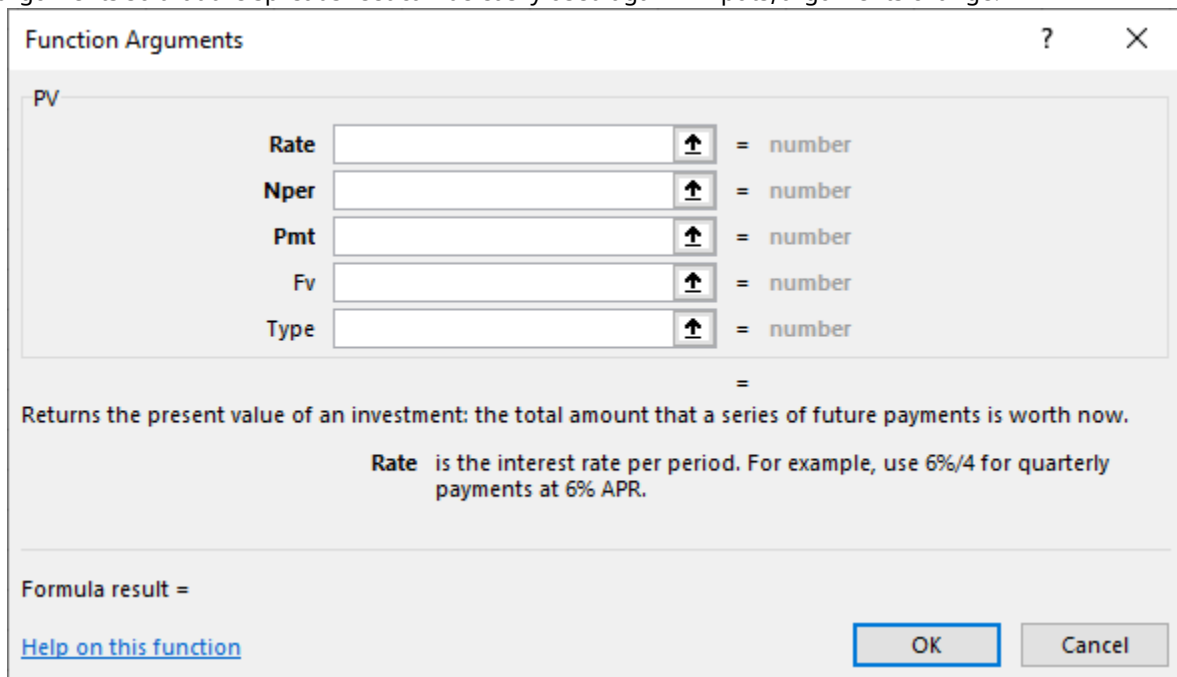 Function Arguments ? ×
PV
Rate = number
Nper = number
Pmt = number
Fv = number
Type = number
=
Returns the present value of an investment: the total amount that a series of future payments is worth now.
Rate is the interest rate per period. For example, use 6%/4 for quarterly
payments at 6% APR.
Formula result =
Help on this function OK Cancel